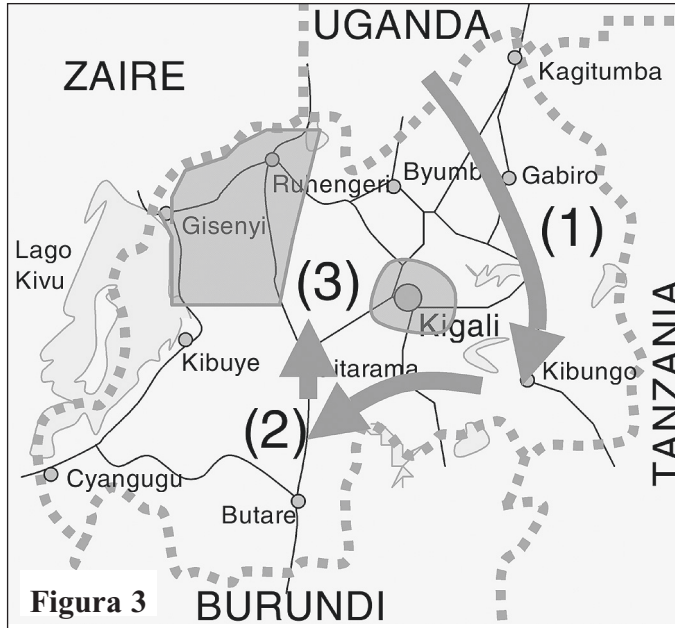 UGANDA
ZAIRE
Kagitumba
Ruhengeri
Byumb
Gabiro
Gisenyi
(1)
Lago
Kivu
(3)
Kigali
TANZANIA
Kibuye
itarama
Kibungo
(2)
Cyangugu
Butare
Figura 3
BURUNDI